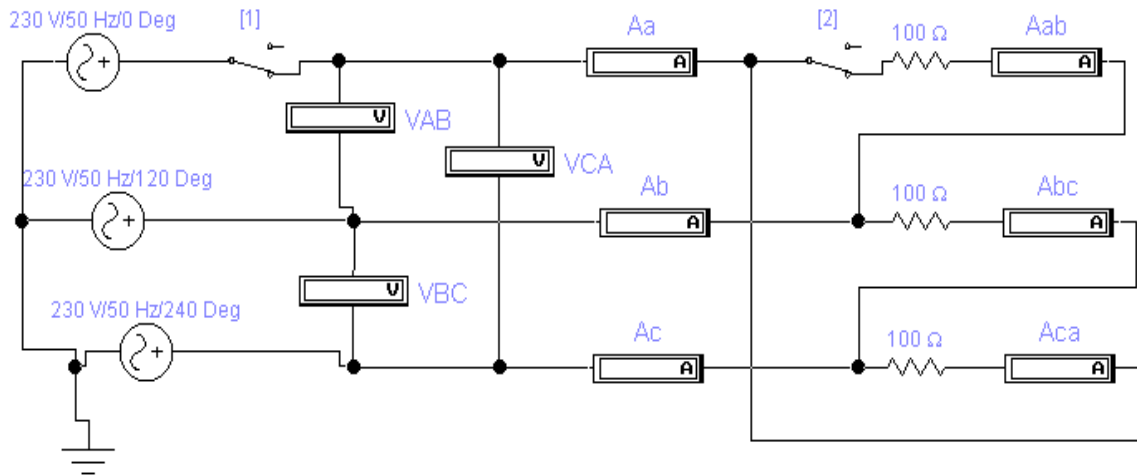 230 V/50 Hz/0 Deg
[1]
Aa
[2]
100 Ω
Aab
A
A
V
VAB
V
VCA
230 V/50 Hz/120 Deg
Ab
100 Ω
Abc
A
A
V
VBC
230 V/50 Hz/240 Deg
Ac
100 Ω
Aca
A
A